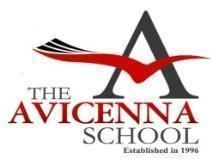 THE
AVICENNA
SCHOOL
Established in 1996